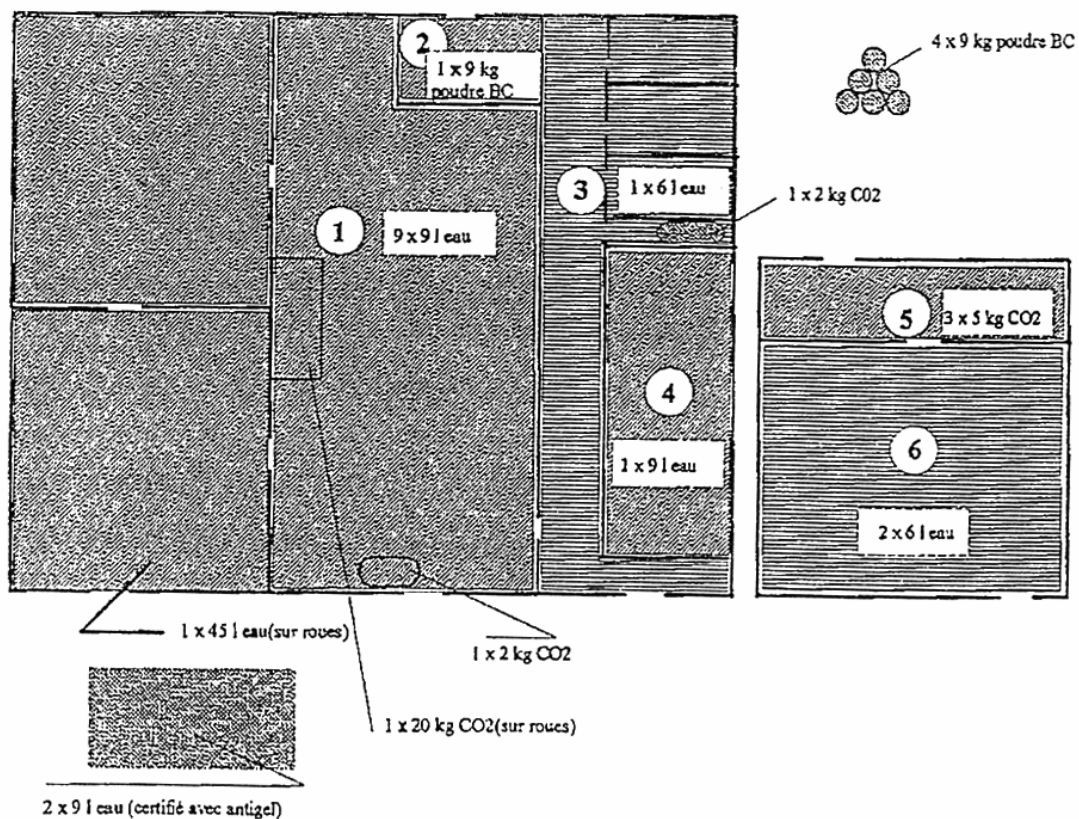 2
1 x 9 kg
poudre BC
4 x 9 kg poudre BC
3
1 x 6 l eau
1 x 2 kg C02
1
9 x 9 l eau
5
3 x 5 kg CO2
4
1 x 9 l eau
6
2 x 6 l eau
1 x 45 l eau(sur roues)
1 x 2 kg CO2
1 x 20 kg CO2(sur roues)
2 x 9 l eau (certifié avec antigel)